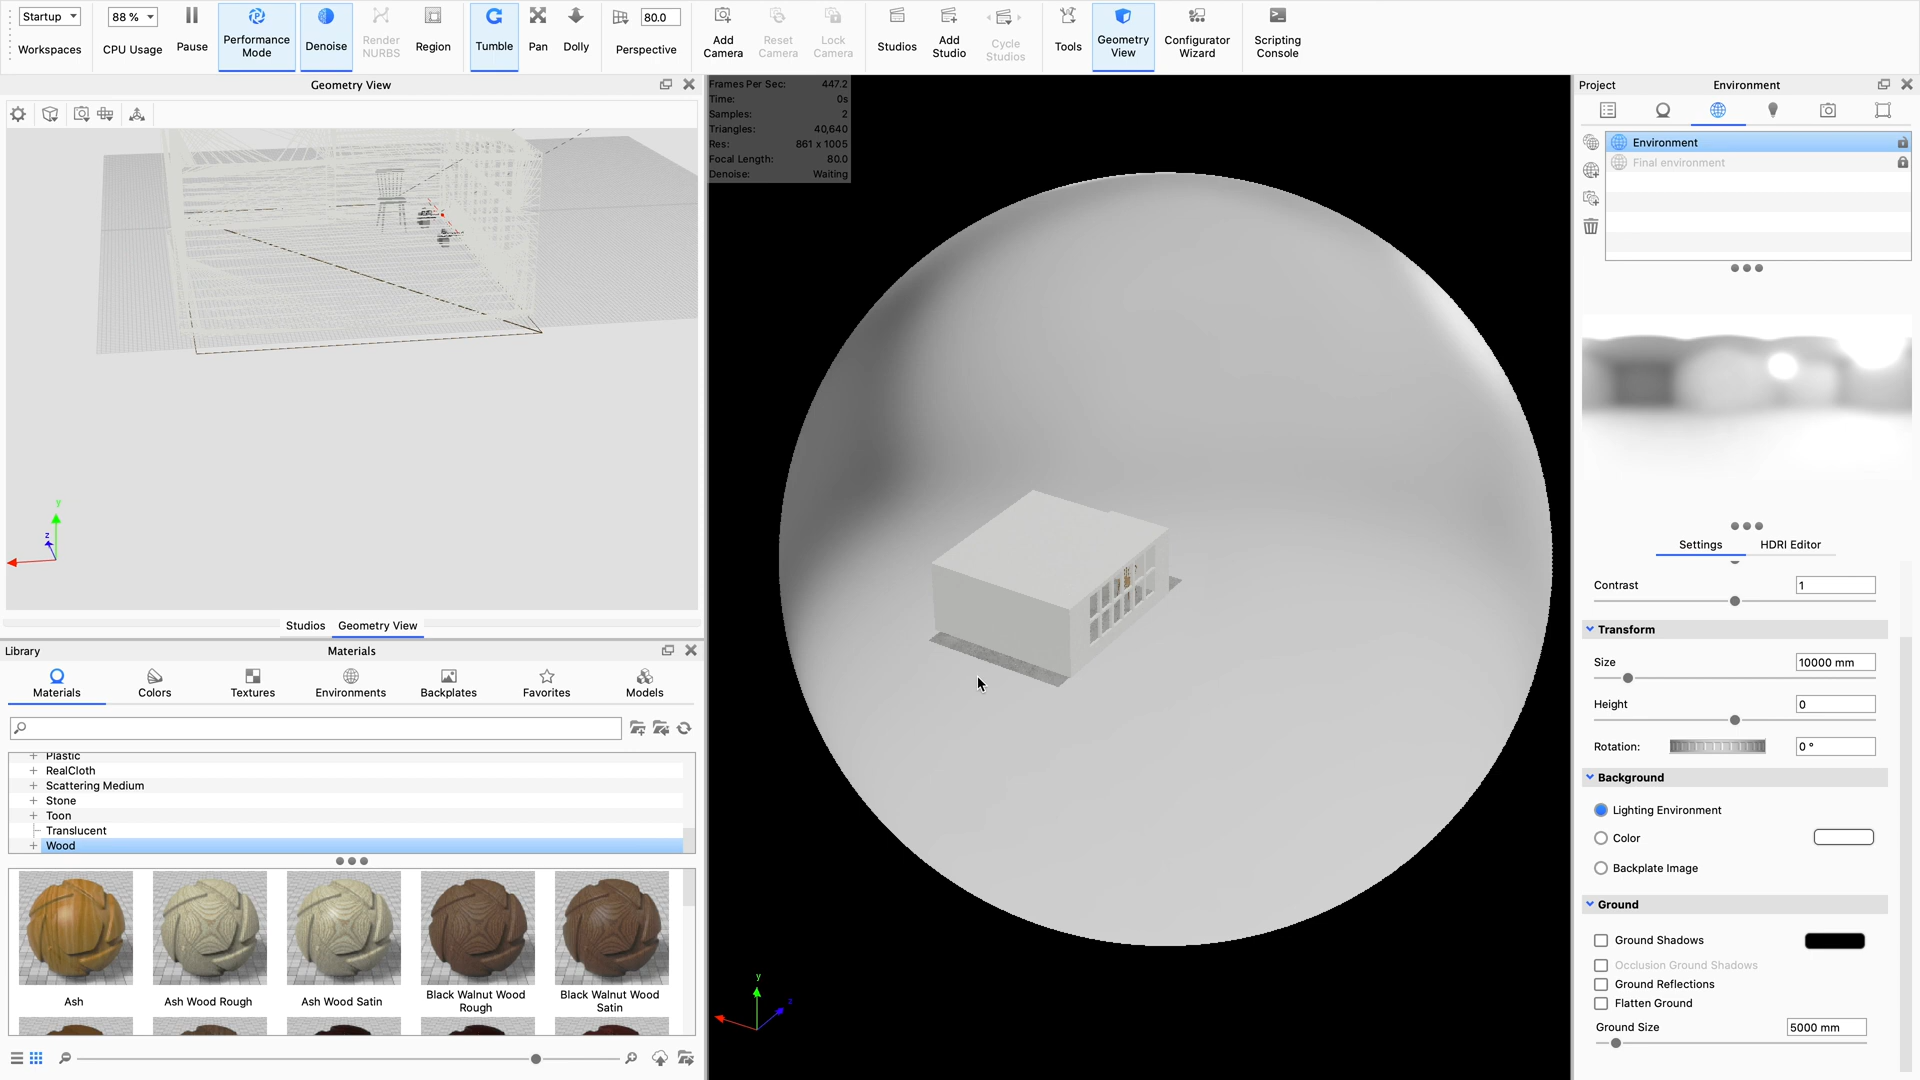 Startup
Workspaces
88 %
CPU Usage
Pause
Performance
Mode
Denoise
Render
NURBS
Region
Tumble
Pan
Dolly
80.0
Perspective
Add
Camera
Reset
Camera
Lock
Camera
Studios
Add
Studio
Cycle
Studios
Tools
Geometry
View
Configurator
Wizard
Scripting
Console
Geometry View
y
z
Studios
Geometry View
Frames Per Sec: 447.2
Time: 0s
Samples: 2
Triangles: 40,640
Res: 861 x 1005
Focal Length: 80.0
Denoise: Waiting
y
z
Library
Materials
Materials
Colors
Textures
Environments
Backplates
Favorites
Models
Plastic
RealCloth
Scattering Medium
Stone
Toon
Translucent
Wood
Ash
Ash Wood Rough
Ash Wood Satin
Black Walnut Wood
Rough
Black Walnut Wood
Satin
Project
Environment
Environment
Final environment
Settings
HDRI Editor
Contrast 1
Transform
Size 10000 mm
Height 0
Rotation: 0 °
Background
Lighting Environment
Color
Backplate Image
Ground
Ground Shadows
Occlusion Ground Shadows
Ground Reflections
Flatten Ground
Ground Size 5000 mm